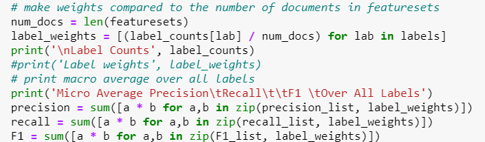 # make weights compared to the number of documents in featuresets
num_docs = len(featuresets)
label_weights = [(label_counts[lab] / num_docs) for lab in labels]
print('\nLabel Counts', label_counts)
#print('Label weights', label_weights)
# print macro average over all labels
print('Micro Average Precision\tRecall\t\tF1 \tOver All Labels')
precision = sum([a * b for a,b in zip(precision_list, label_weights)])
recall = sum([a * b for a,b in zip(recall_list, label_weights)])
F1 = sum([a * b for a,b in zip(F1_list, label_weights)])